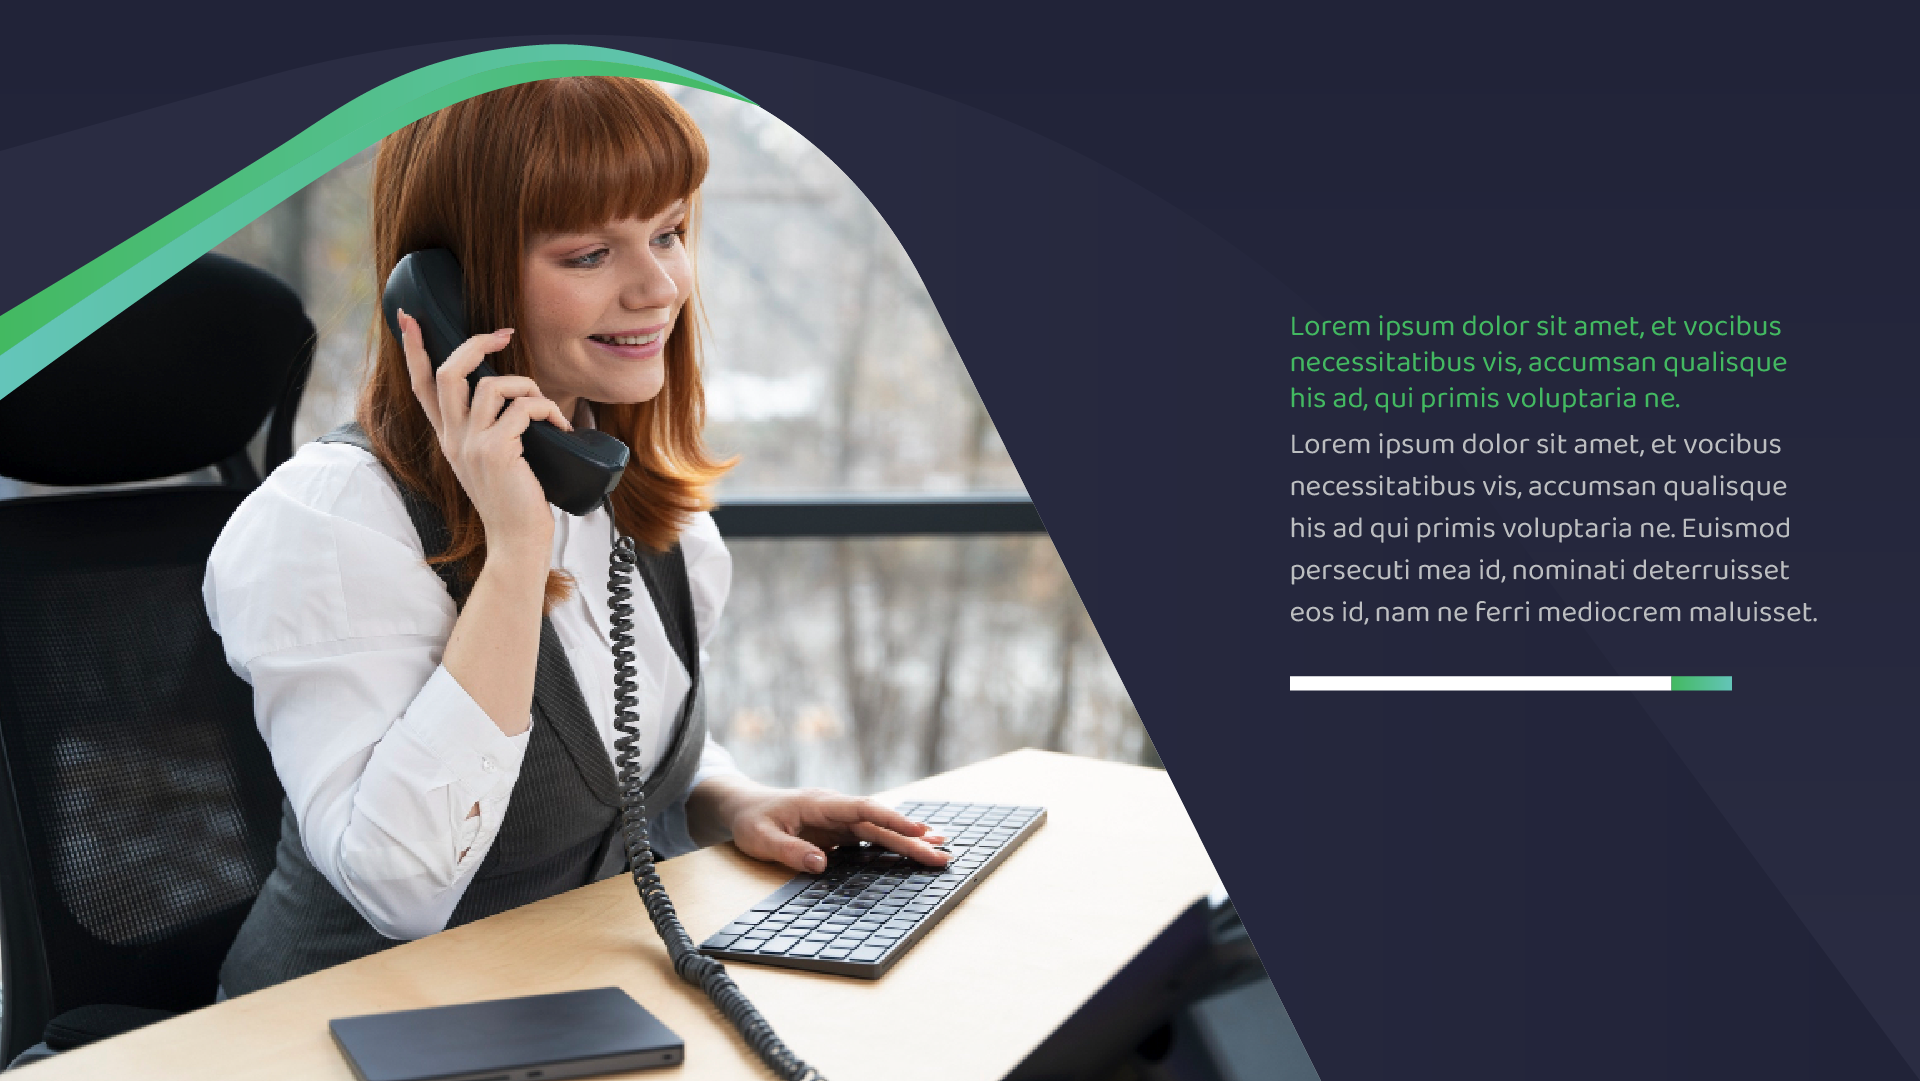 Lorem ipsum dolor sit amet, et vocibus
necessitatibus vis, accumsan qualisque
his ad, qui primis voluptaria ne.
Lorem ipsum dolor sit amet, et vocibus
necessitatibus vis, accumsan qualisque
his ad qui primis voluptaria ne. Euismod
persecuti mea id, nominati deterruisset
eos id, nam ne ferri mediocrem maluisset.